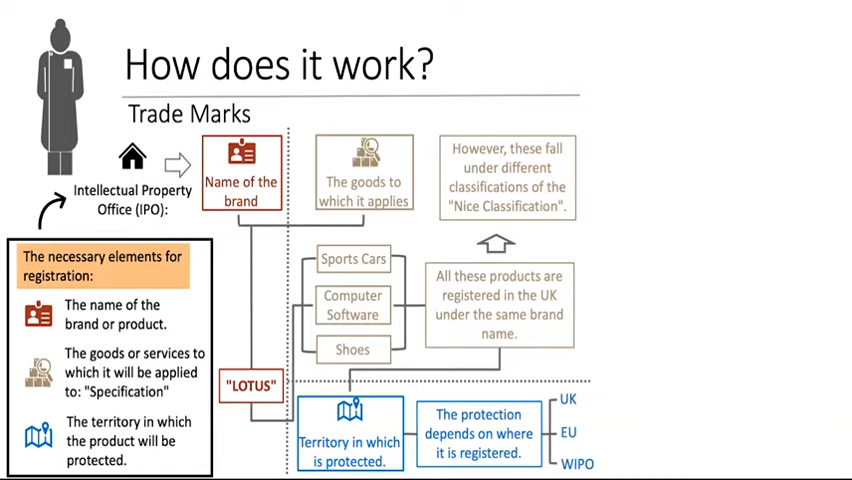 How does it work?
Trade Marks
Intellectual Property
Office (IPO):
The necessary elements for
registration:
The name of the
brand or product.
The goods or services to
which it will be applied
to: "Specification"
The territory in which
the product will be
protected.
Name of the
brand
"LOTUS"
The goods to
which it applies
Sports Cars
Computer
Software
Shoes
However, these fall
under different
classifications of the
"Nice Classification".
All these products are
registered in the UK
under the same brand
name.
Territory in which
is protected.
The protection
depends on where
it is registered.
UK
EU
WIPO